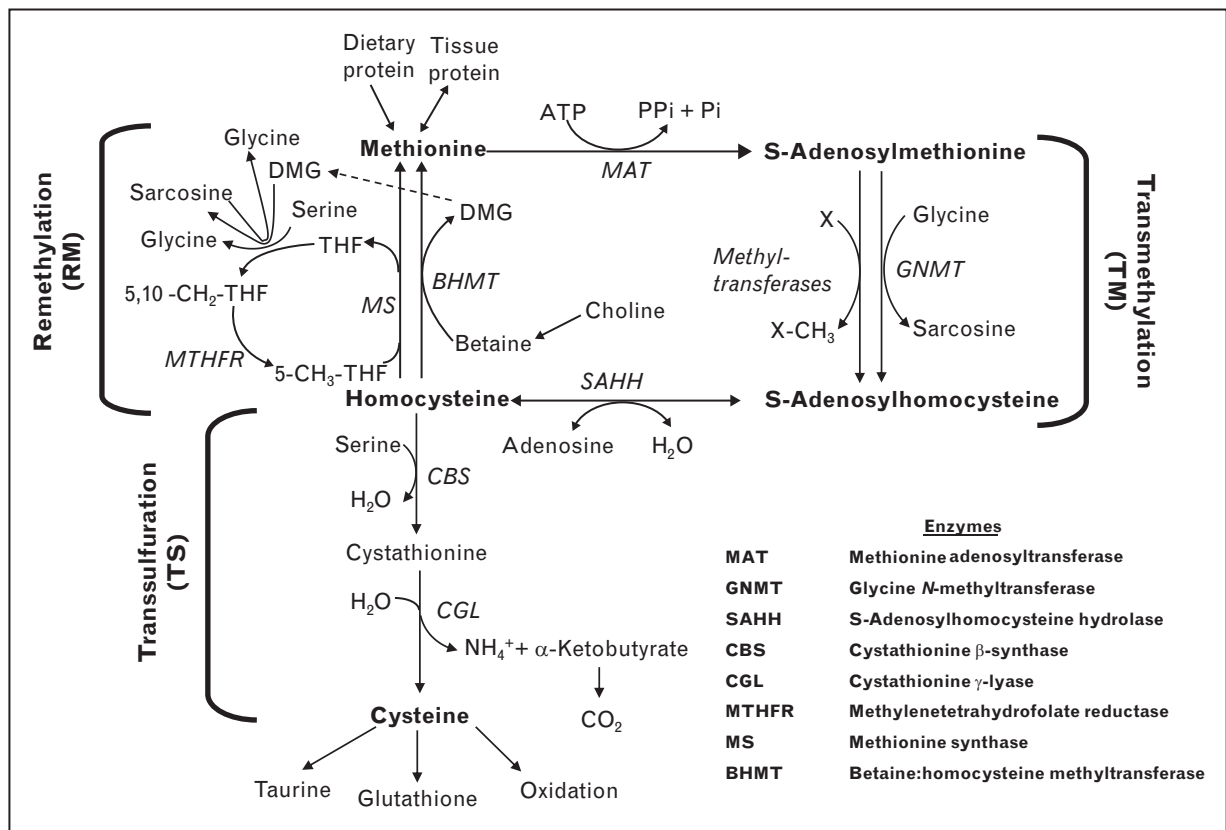 Dietary
protein
Tissue
protein
ATP
PPi + Pi
Methionine
MAT
S-Adenosylmethionine
Glycine
DMG
Sarcosine
Serine
Glycine
THF
DMG
5,10 -CH₂-THF
MS
BHMT
MTHFR
5-CH₃-THF
Choline
Betaine
X
Glycine
Methyl-
transferases
GNMT
X-CH₃
Sarcosine
Remethylation
(RM)
Transmethylation
(TM)
Homocysteine
SAHH
S-Adenosylhomocysteine
Adenosine
H₂O
Serine
CBS
H₂O
Cystathionine
H₂O
CGL
NH₄⁺ + α-Ketobutyrate
CO₂
Transsulfuration
(TS)
Cysteine
Taurine
Glutathione
Oxidation
Enzymes
MAT Methionine adenosyltransferase
GNMT Glycine N-methyltransferase
SAHH S-Adenosylhomocysteine hydrolase
CBS Cystathionine β-synthase
CGL Cystathionine γ-lyase
MTHFR Methylenetetrahydrofolate reductase
MS Methionine synthase
BHMT Betaine:homocysteine methyltransferase